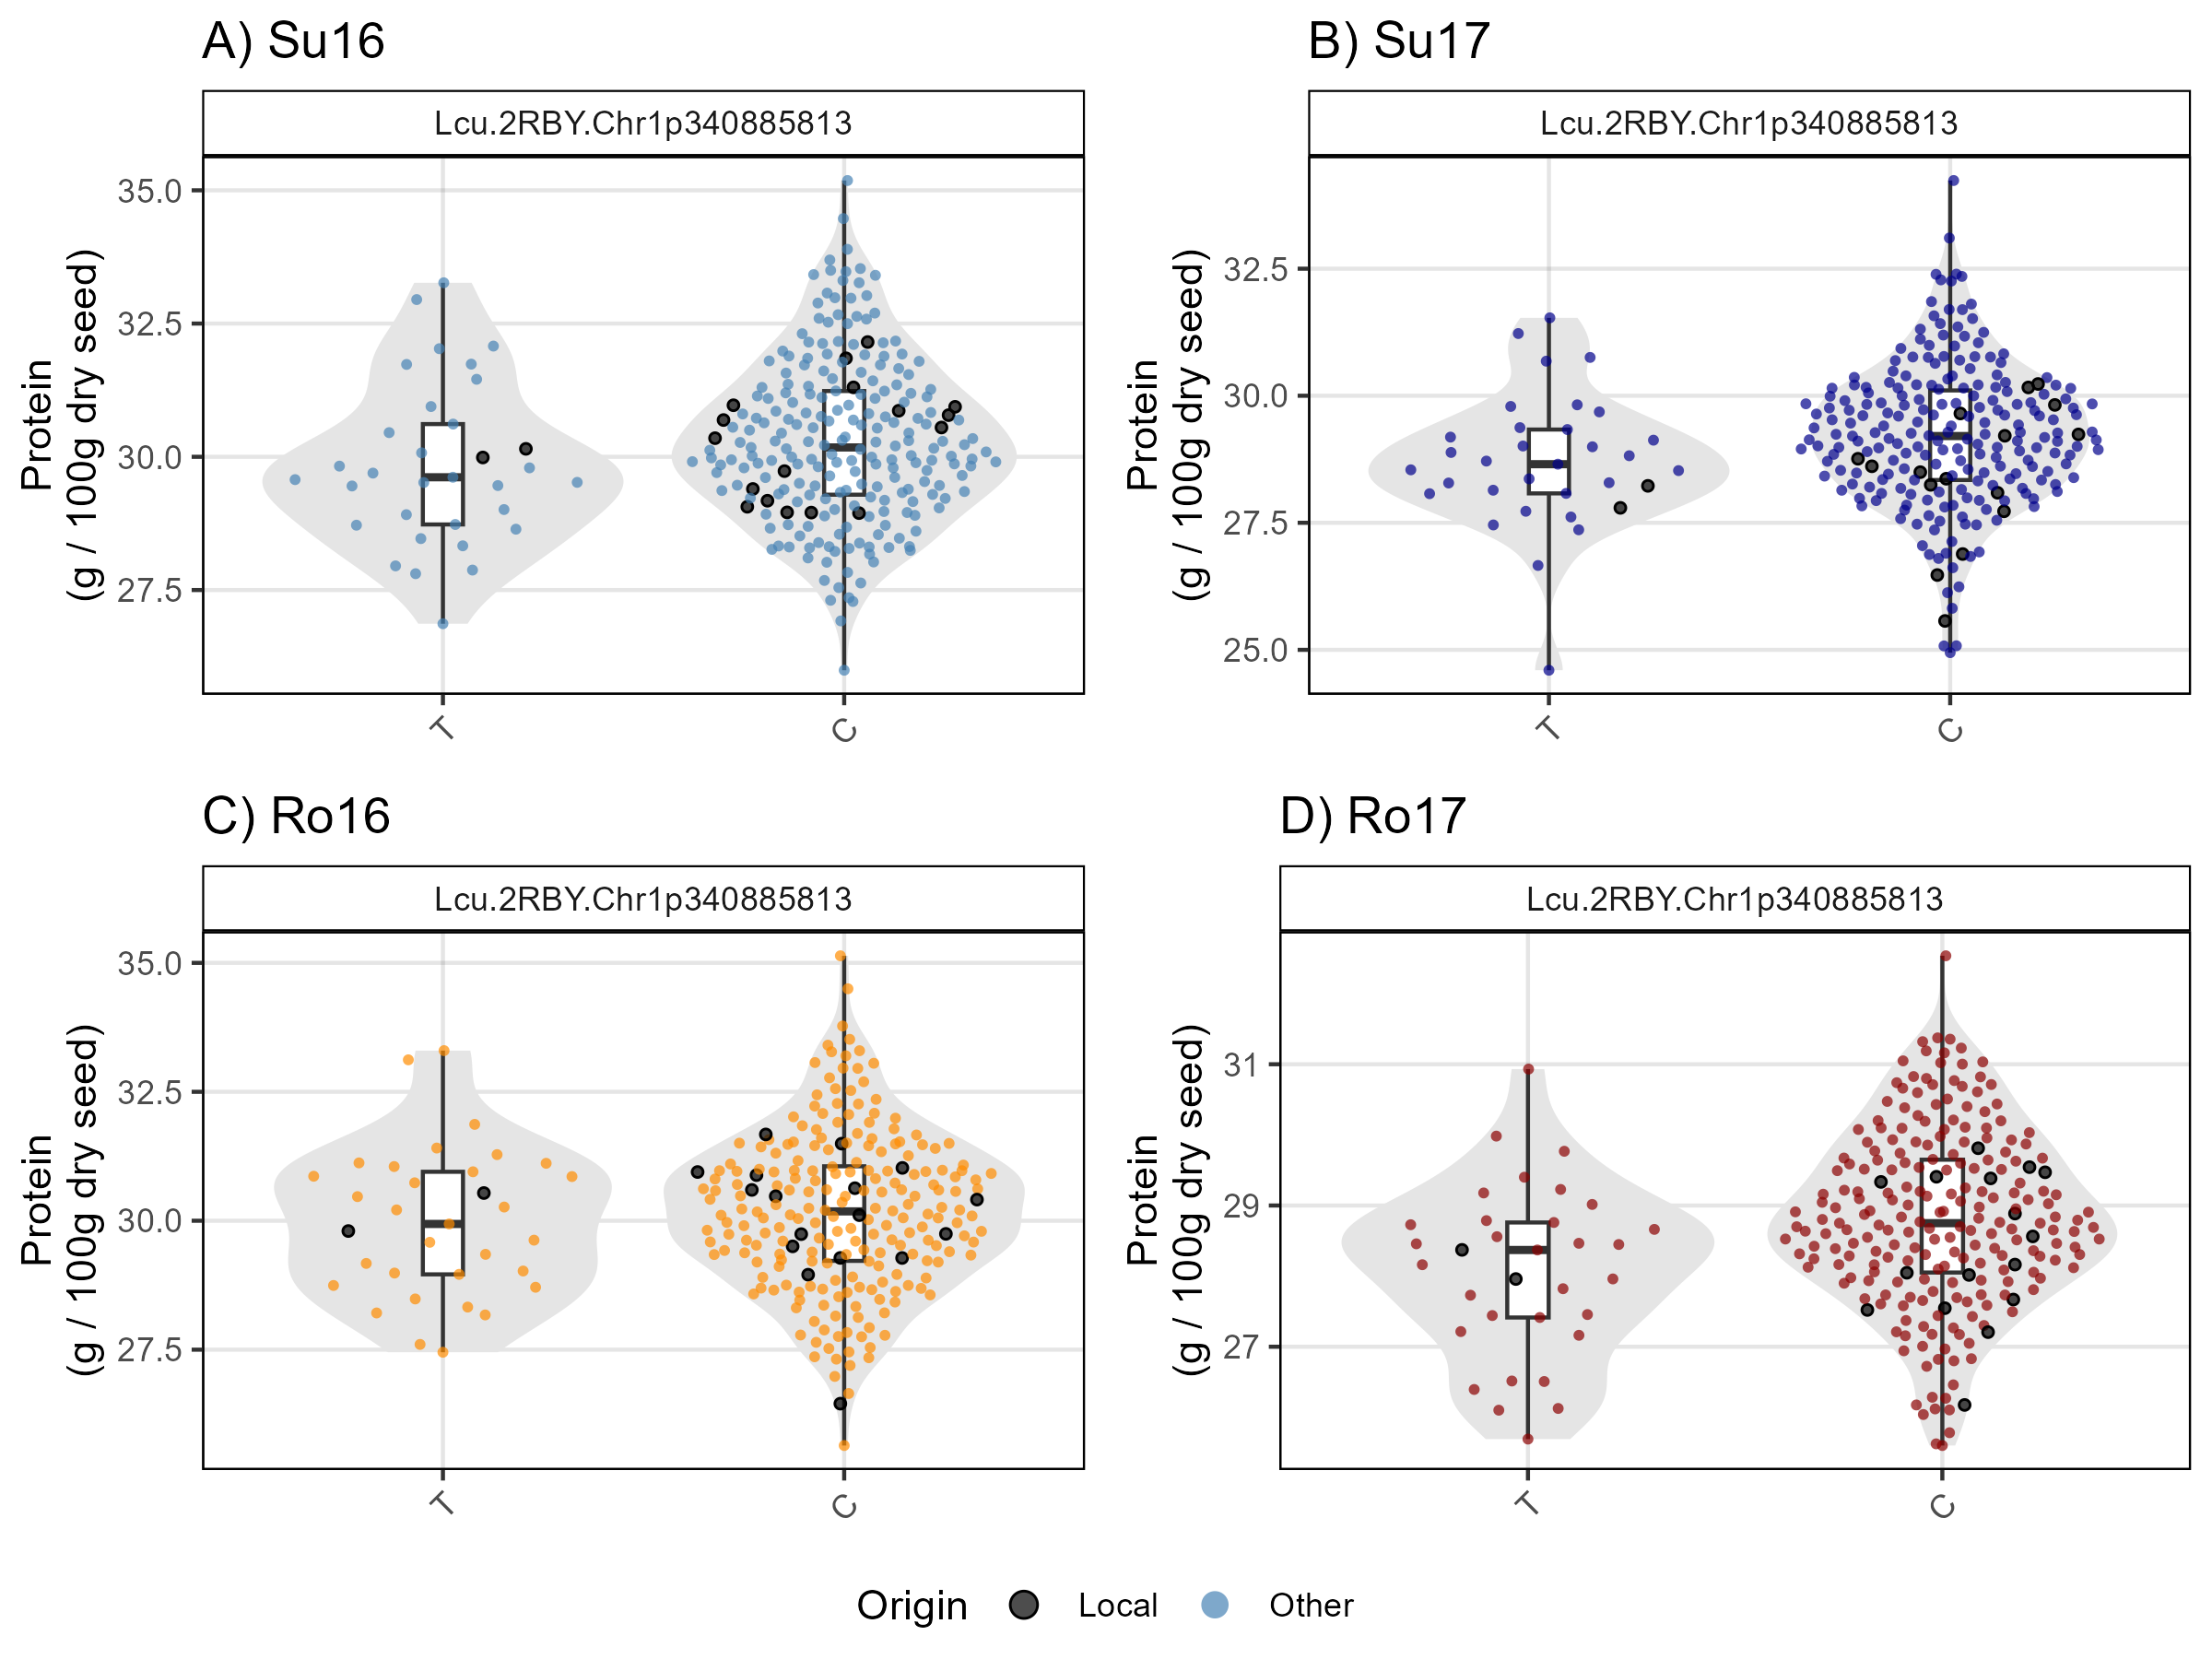 A) Su16
Lcu.2RBY.Chr1p340885813
Protein
(g / 100g dry seed)
35.0
32.5
30.0
27.5
T
C
B) Su17
Lcu.2RBY.Chr1p340885813
Protein
(g / 100g dry seed)
32.5
30.0
27.5
25.0
T
C
C) Ro16
Lcu.2RBY.Chr1p340885813
Protein
(g / 100g dry seed)
35.0
32.5
30.0
27.5
T
C
D) Ro17
Lcu.2RBY.Chr1p340885813
Protein
(g / 100g dry seed)
31
29
27
T
C
Origin Local Other